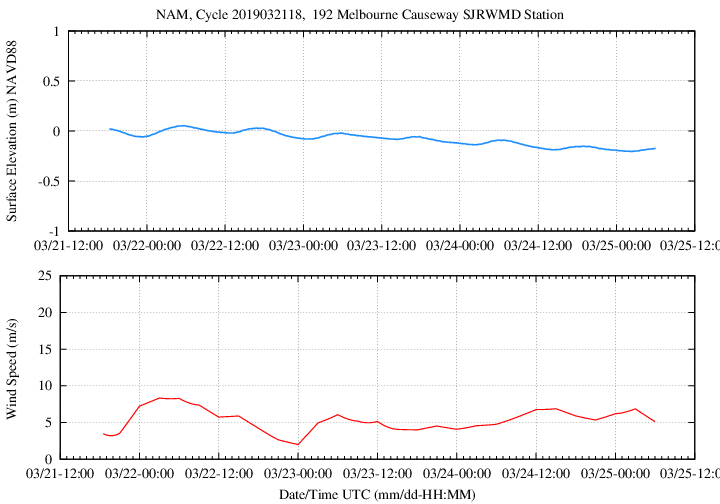 NAM, Cycle 2019032118,  192 Melbourne Causeway SJRWMD Station
Surface Elevation (m) NAVD88
1
0.5
0
-0.5
-1
03/21-12:00 03/22-00:00 03/22-12:00 03/23-00:00 03/23-12:00 03/24-00:00 03/24-12:00 03/25-00:00 03/25-12:0
Wind Speed (m/s)
25
20
15
10
5
0
03/21-12:00 03/22-00:00 03/22-12:00 03/23-00:00 03/23-12:00 03/24-00:00 03/24-12:00 03/25-00:00 03/25-12:0
Date/Time UTC (mm/dd-HH:MM)